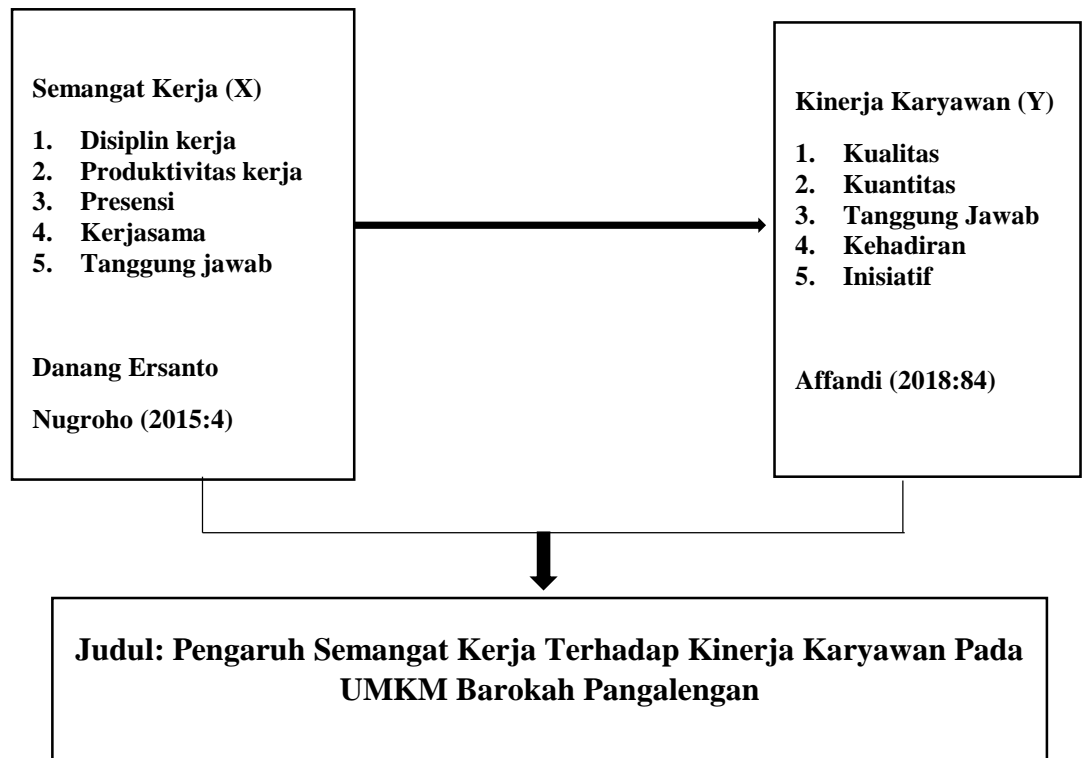 Semangat Kerja (X)
1. Disiplin kerja
2. Produktivitas kerja
3. Presensi
4. Kerjasama
5. Tanggung jawab
Danang Ersanto
Nugroho (2015:4)
Kinerja Karyawan (Y)
1. Kualitas
2. Kuantitas
3. Tanggung Jawab
4. Kehadiran
5. Inisiatif
Affandi (2018:84)
Judul: Pengaruh Semangat Kerja Terhadap Kinerja Karyawan Pada
UMKM Barokah Pangalengan